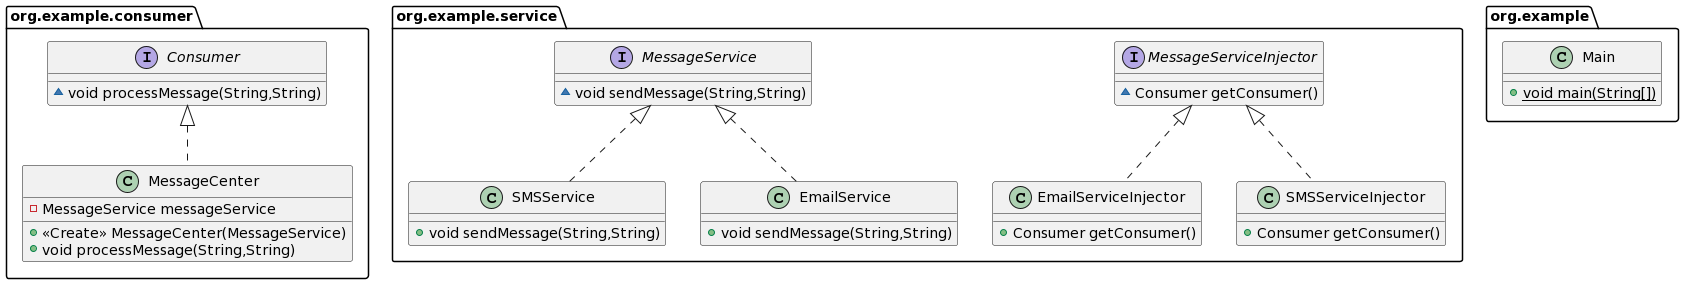 org.example.consumer
I Consumer
void processMessage(String,String)
C MessageCenter
MessageService messageService
«Create» MessageCenter(MessageService)
void processMessage(String,String)
org.example.service
I MessageService
void sendMessage(String,String)
I MessageServiceInjector
Consumer getConsumer()
C SMSService
void sendMessage(String,String)
C EmailService
void sendMessage(String,String)
C EmailServiceInjector
Consumer getConsumer()
C SMSServiceInjector
Consumer getConsumer()
org.example
C Main
void main(String[])